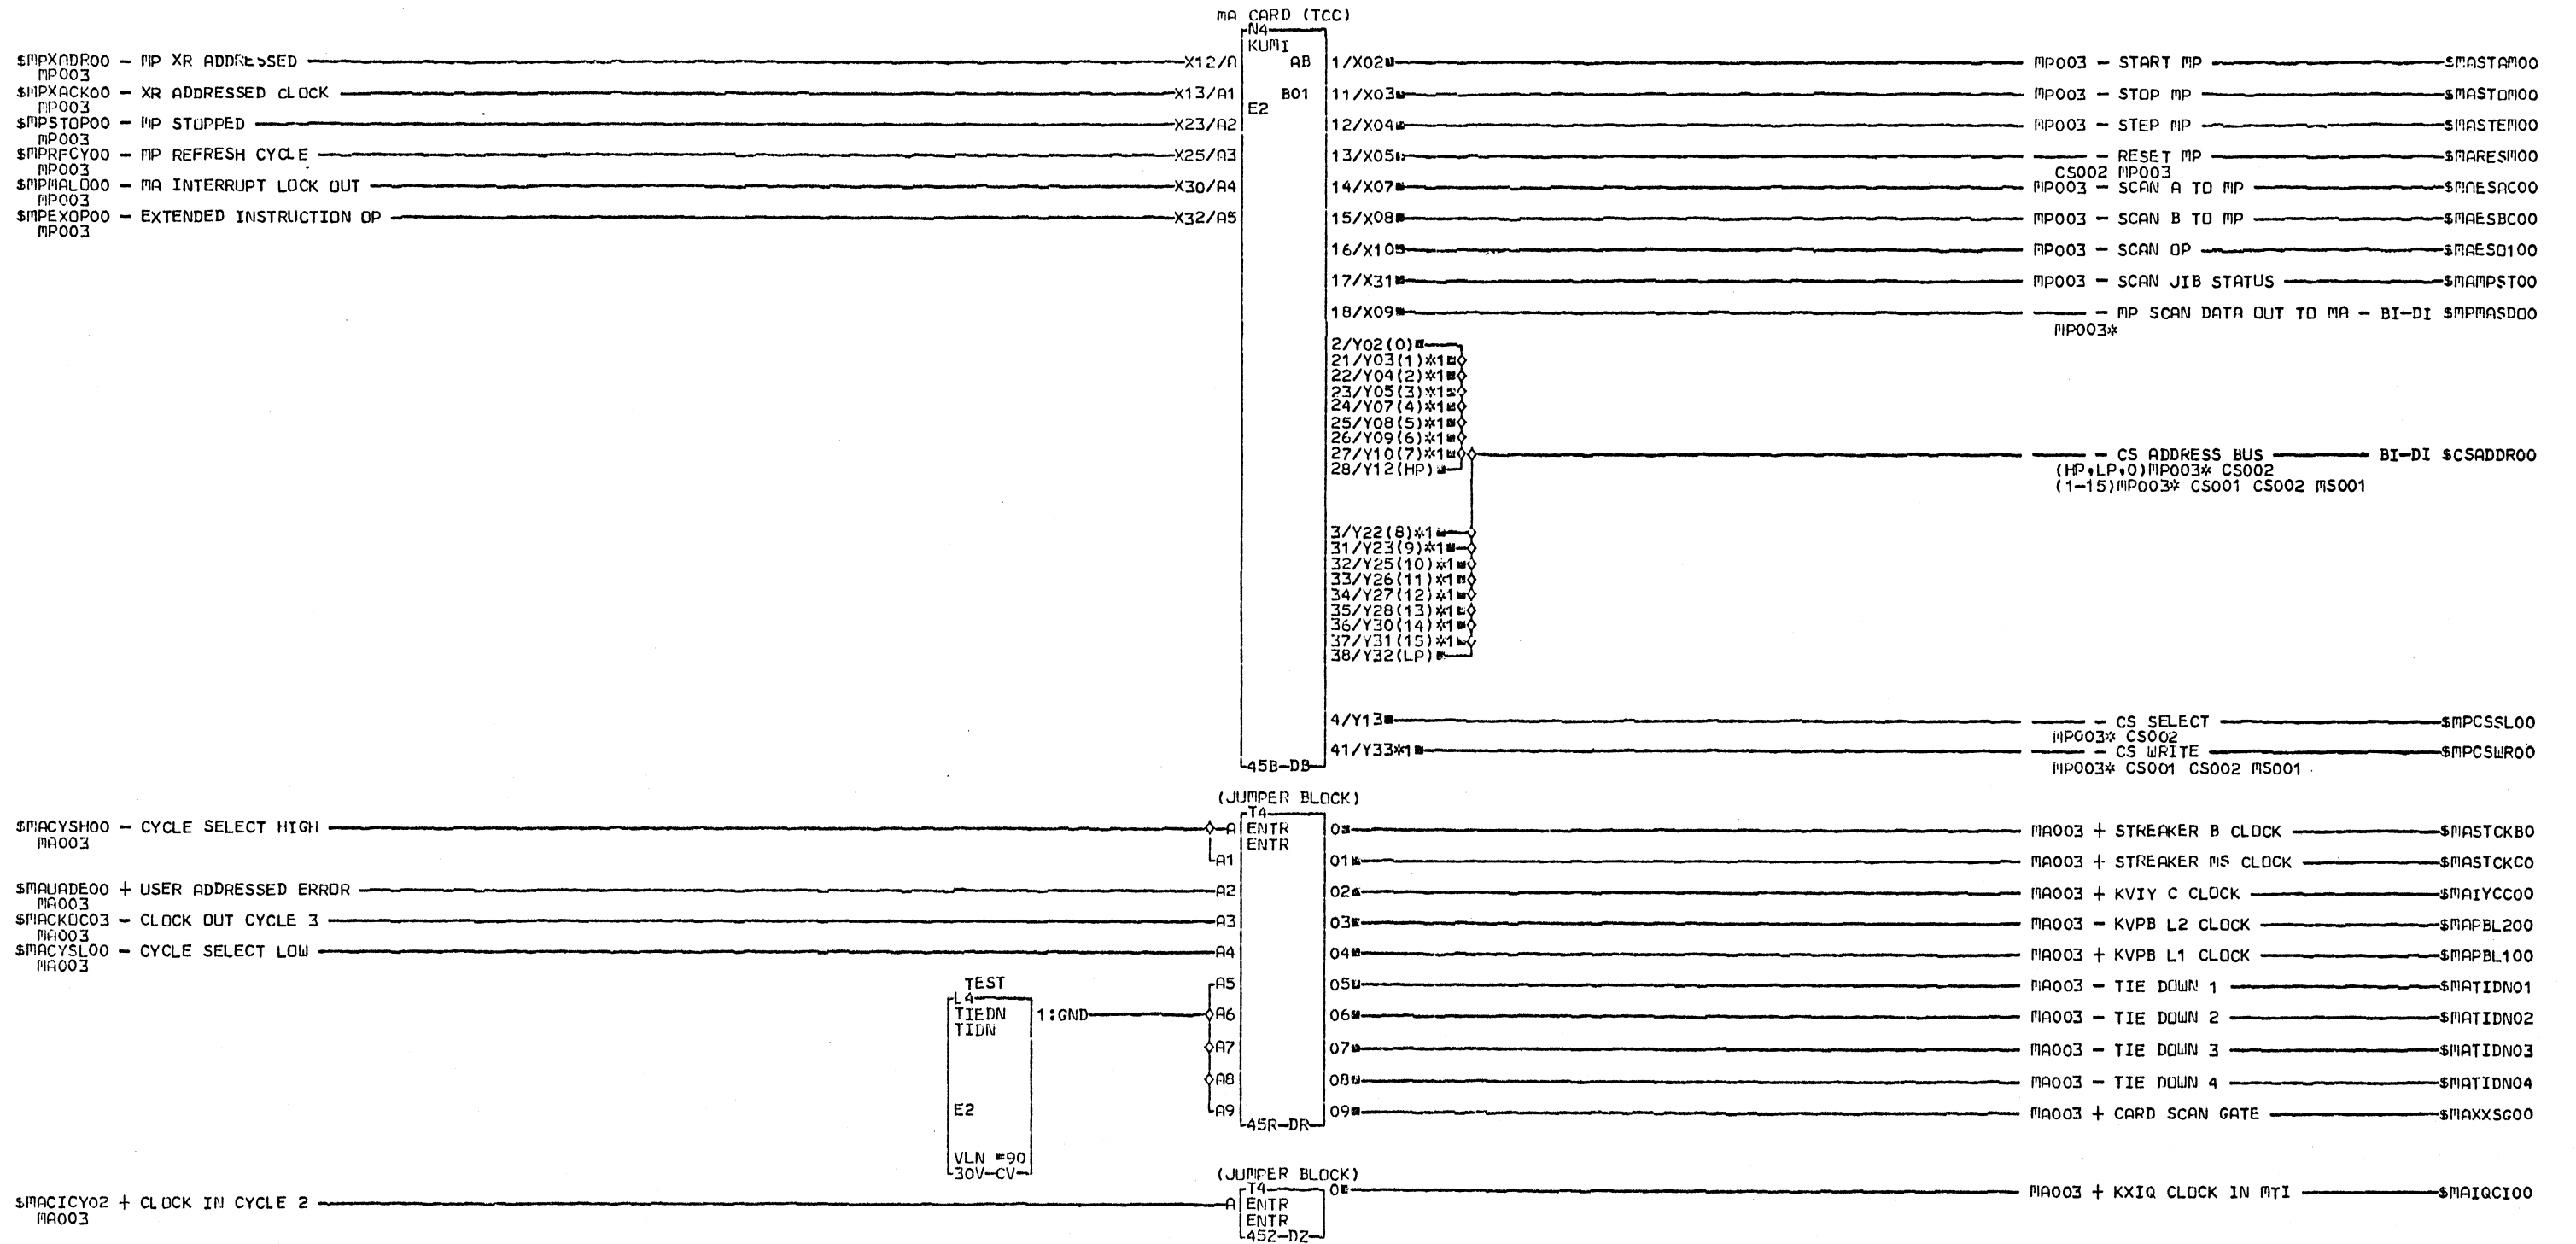 MA CARD (TCC)
N4
KUMI
AB
B01
E2
$MPXADR00 - MP XR ADDRESSED X12/A
MP003
$MPXACK00 - XR ADDRESSED CLOCK X13/A1
MP003
$MPSTOP00 - MP STOPPED X23/A2
MP003
$MPRFCY00 - MP REFRESH CYCLE X25/A3
MP003
$MPMALO00 - MA INTERRUPT LOCK OUT X30/A4
MP003
$MPEXOP00 - EXTENDED INSTRUCTION OP X32/A5
MP003
1/X02 MP003 - START MP $MASTAM00
11/X03 MP003 - STOP MP $MASTOM00
12/X04 MP003 - STEP MP $MASTEM00
13/X05 - RESET MP $MARESM00
CS002 MP003
14/X07 MP003 - SCAN A TO MP $MAESAC00
15/X08 MP003 - SCAN B TO MP $MAESBC00
16/X10 MP003 - SCAN OP $MAESO100
17/X31 MP003 - SCAN JIB STATUS $MAMPST00
18/X09 - MP SCAN DATA OUT TO MA - BI-DI $MPMASD00
MP003*
2/Y02(0)
21/Y03(1)*1
22/Y04(2)*1
23/Y05(3)*1
24/Y07(4)*1
25/Y08(5)*1
26/Y09(6)*1
27/Y10(7)*1 - CS ADDRESS BUS BI-DI $CSADDR00
28/Y12(HP)
(HP,LP,0)MP003* CS002
(1-15)MP003* CS001 CS002 MS001
3/Y22(8)*1
31/Y23(9)*1
32/Y25(10)*1
33/Y26(11)*1
34/Y27(12)*1
35/Y28(13)*1
36/Y30(14)*1
37/Y31(15)*1
38/Y32(LP)
4/Y13 - CS SELECT $MPCSSL00
MP003* CS002
41/Y33*1 - CS WRITE $MPCSWR00
MP003* CS001 CS002 MS001
45B-DB
(JUMPER BLOCK)
T4
ENTR
ENTR
$MACYSH00 - CYCLE SELECT HIGH A
MA003
A1
$MAUADE00 + USER ADDRESSED ERROR A2
MA003
$MACKOC03 - CLOCK OUT CYCLE 3 A3
MA003
$MACYSL00 - CYCLE SELECT LOW A4
MA003
A5
A6
A7
A8
A9
TEST
L4
TIEDN
TIDN
1:GND
E2
VLN =90
30V-CV
0 MA003 + STREAKER B CLOCK $MASTCKB0
01 MA003 + STREAKER MS CLOCK $MASTCKC0
02 MA003 + KVIY C CLOCK $MAIYCC00
03 MA003 - KVPB L2 CLOCK $MAPBL200
04 MA003 + KVPB L1 CLOCK $MAPBL100
05 MA003 - TIE DOWN 1 $MATIDN01
06 MA003 - TIE DOWN 2 $MATIDN02
07 MA003 - TIE DOWN 3 $MATIDN03
08 MA003 - TIE DOWN 4 $MATIDN04
09 MA003 + CARD SCAN GATE $MAXXSG00
45R-DR
(JUMPER BLOCK)
T4
$MACICY02 + CLOCK IN CYCLE 2 A
MA003
ENTR
ENTR
45Z-DZ
0 MA003 + KXIQ CLOCK IN MTI $MAIQCI00